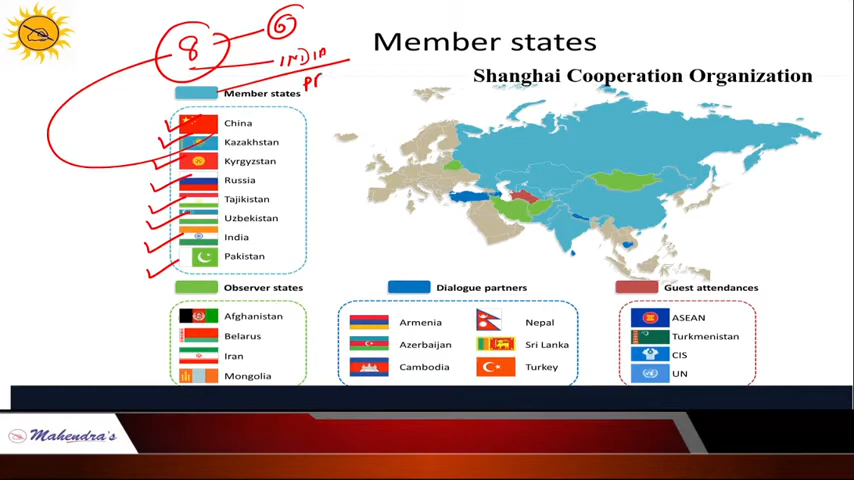 8
6
INDIA
Member states
Shanghai Cooperation Organization
Member states
China
Kazakhstan
Kyrgyzstan
Russia
Tajikistan
Uzbekistan
India
Pakistan
Observer states
Afghanistan
Belarus
Iran
Mongolia
Dialogue partners
Armenia
Azerbaijan
Cambodia
Nepal
Sri Lanka
Turkey
Guest attendances
ASEAN
Turkmenistan
CIS
UN
Mahendra's